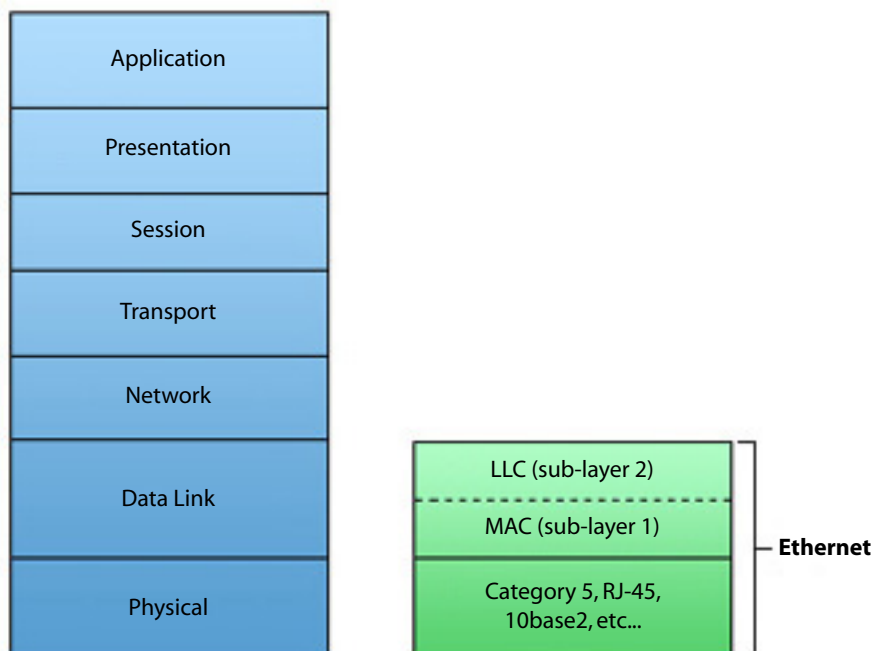 Application
Presentation
Session
Transport
Network
Data Link
Physical
LLC (sub-layer 2)
MAC (sub-layer 1)
Category 5, RJ-45,
10base2, etc...
Ethernet